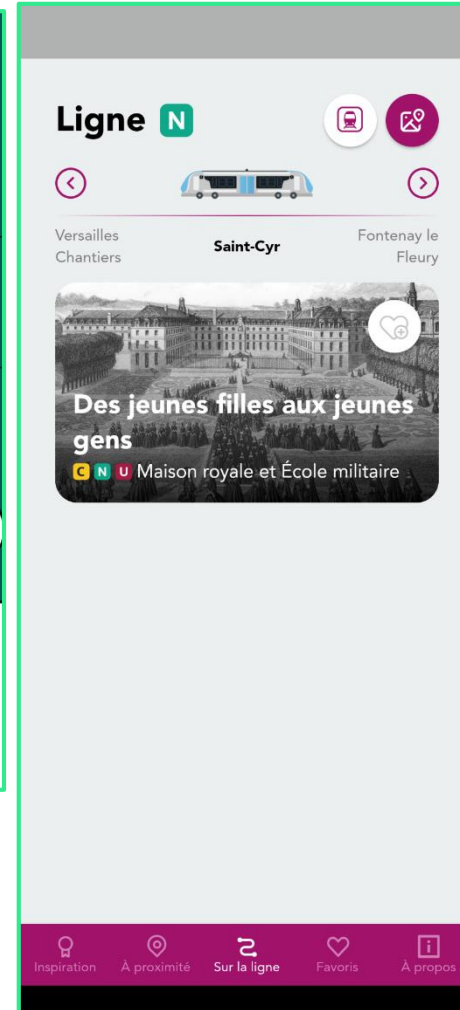 Ligne N
Versailles
Chantiers
Saint-Cyr
Fontenay le
Fleury
Des jeunes filles aux jeunes
gens
C N U Maison royale et École militaire
Inspiration À proximité Sur la ligne Favoris À propos